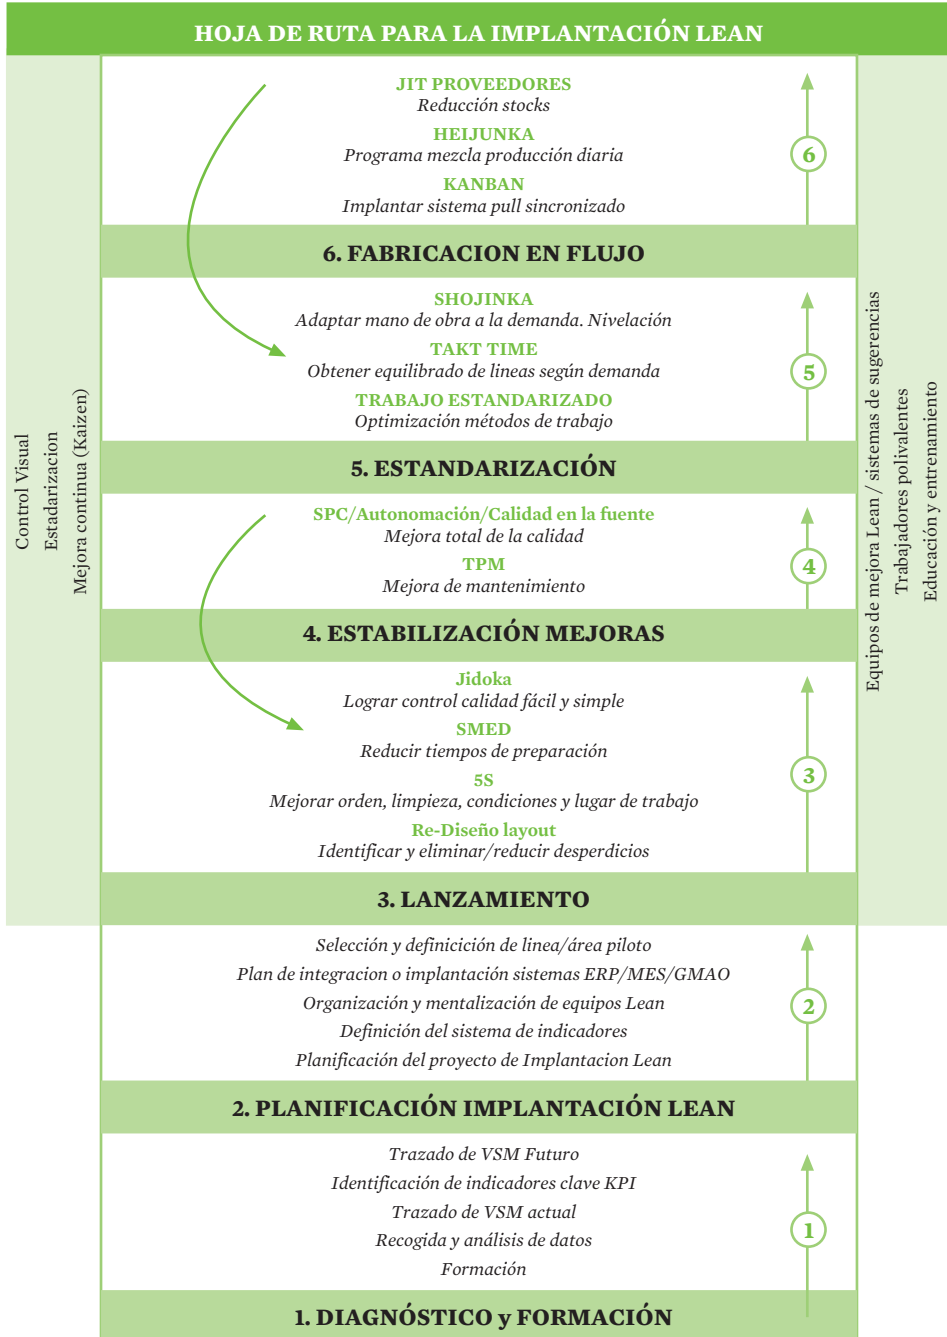 HOJA DE RUTA PARA LA IMPLANTACIÓN LEAN
JIT PROVEEDORES
Reducción stocks
HEIJUNKA
Programa mezcla producción diaria
KANBAN
Implantar sistema pull sincronizado
6
6. FABRICACION EN FLUJO
SHOJINKA
Adaptar mano de obra a la demanda. Nivelación
TAKT TIME
Obtener equilibrado de lineas según demanda
TRABAJO ESTANDARIZADO
Optimización métodos de trabajo
5
5. ESTANDARIZACIÓN
SPC/Autonomación/Calidad en la fuente
Mejora total de la calidad
TPM
Mejora de mantenimiento
4
4. ESTABILIZACIÓN MEJORAS
Jidoka
Lograr control calidad fácil y simple
SMED
Reducir tiempos de preparación
5S
Mejorar orden, limpieza, condiciones y lugar de trabajo
Re-Diseño layout
Identificar y eliminar/reducir desperdicios
3
3. LANZAMIENTO
Selección y definicición de linea/área piloto
Plan de integracion o implantación sistemas ERP/MES/GMAO
Organización y mentalización de equipos Lean
Definición del sistema de indicadores
Planificación del proyecto de Implantacion Lean
2
2. PLANIFICACIÓN IMPLANTACIÓN LEAN
Trazado de VSM Futuro
Identificación de indicadores clave KPI
Trazado de VSM actual
Recogida y análisis de datos
Formación
1
1. DIAGNÓSTICO y FORMACIÓN
Control Visual
Estadarizacion
Mejora continua (Kaizen)
Equipos de mejora Lean / sistemas de sugerencias
Trabajadores polivalentes
Educación y entrenamiento